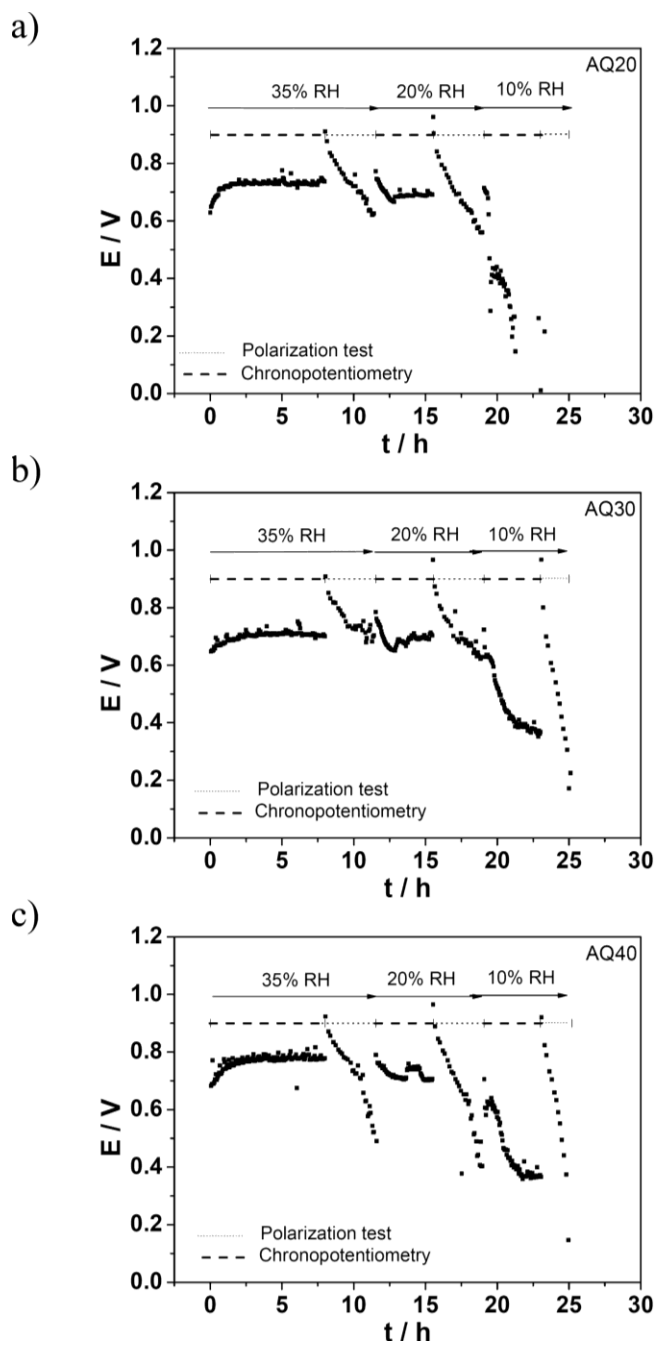 a)
AQ20
35% RH 20% RH 10% RH
1.2
1.0
0.8
0.6
0.4
0.2
0.0
E / V
Polarization test
Chronopotentiometry
0 5 10 15 20 25 30
t / h
b)
AQ30
35% RH 20% RH 10% RH
1.2
1.0
0.8
0.6
0.4
0.2
0.0
E / V
Polarization test
Chronopotentiometry
0 5 10 15 20 25 30
t / h
c)
AQ40
35% RH 20% RH 10% RH
1.2
1.0
0.8
0.6
0.4
0.2
0.0
E / V
Polarization test
Chronopotentiometry
0 5 10 15 20 25 30
t / h